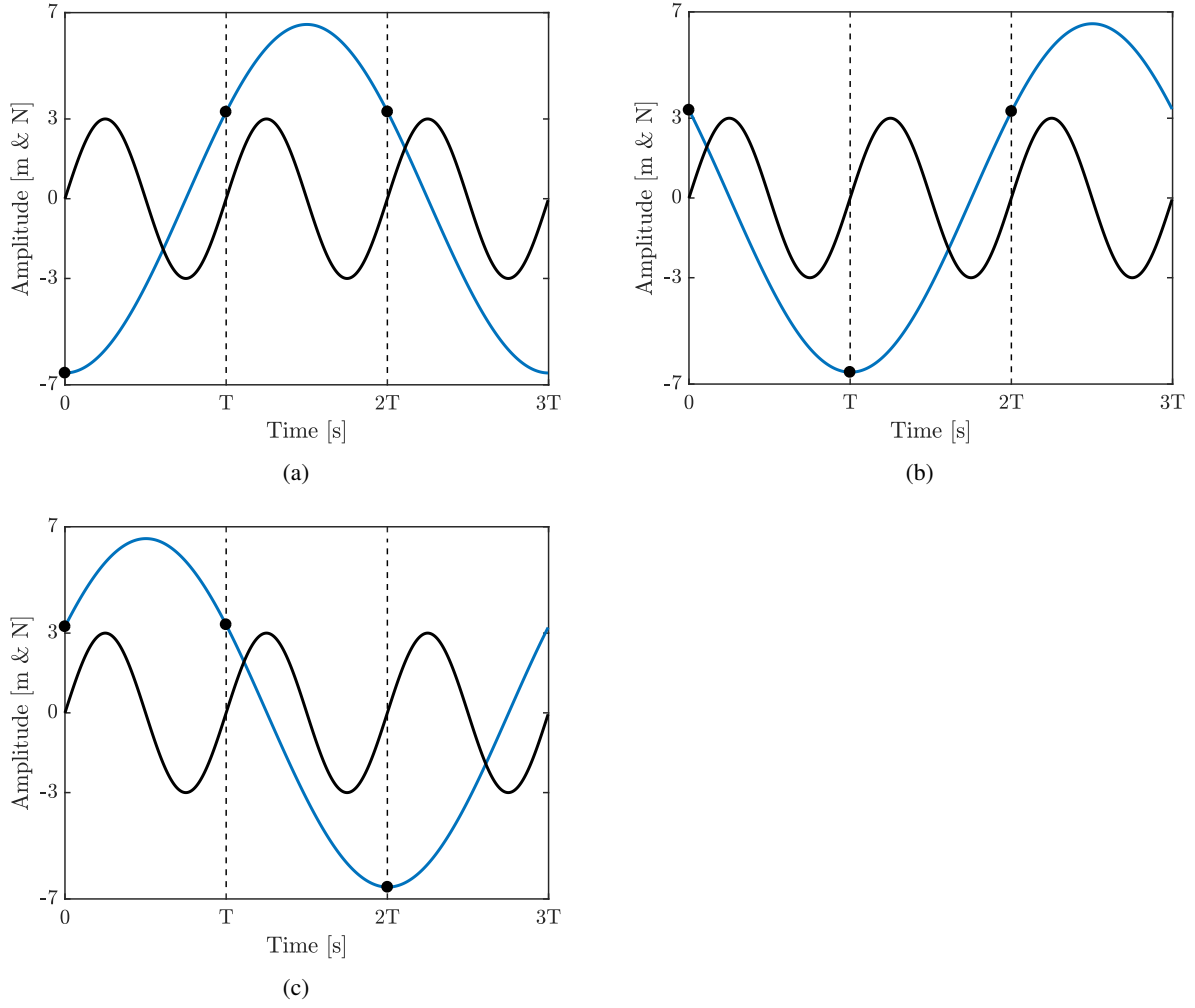 7
3
0
-3
-7
Amplitude [m & N]
0 T 2T 3T
Time [s]
(a)
7
3
0
-3
-7
Amplitude [m & N]
0 T 2T 3T
Time [s]
(b)
7
3
0
-3
-7
Amplitude [m & N]
0 T 2T 3T
Time [s]
(c)